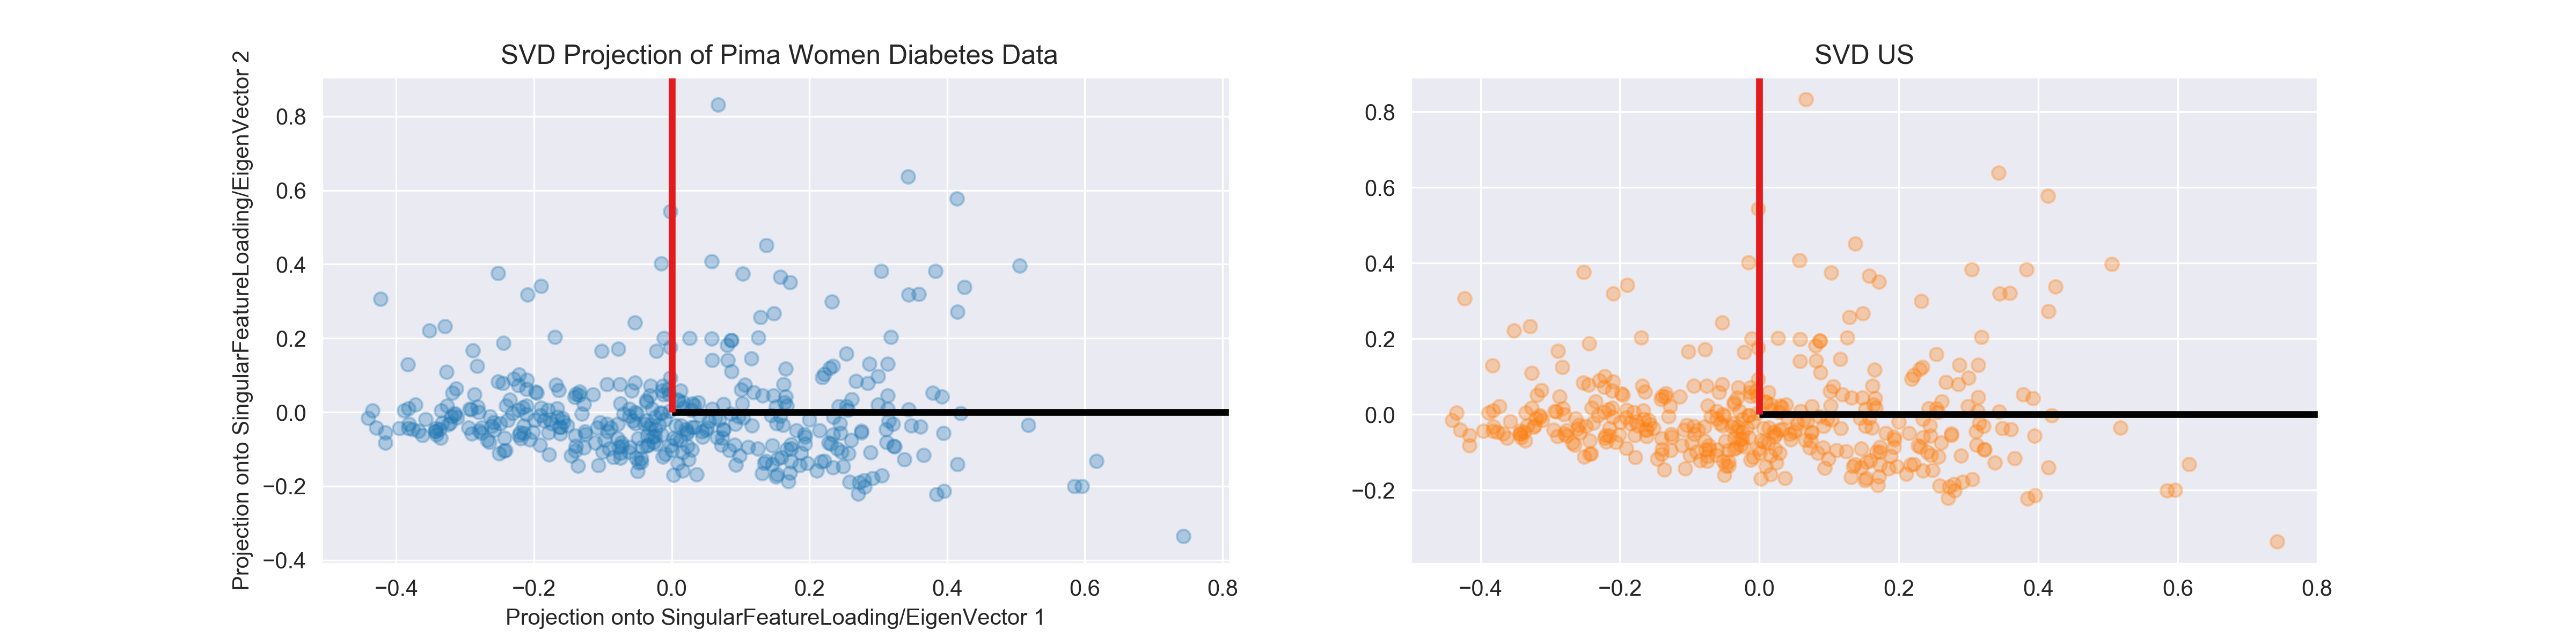 SVD Projection of Pima Women Diabetes Data
Projection onto SingularFeatureLoading/EigenVector 2
0.8
0.6
0.4
0.2
0.0
−0.2
−0.4
−0.4 −0.2 0.0 0.2 0.4 0.6 0.8
Projection onto SingularFeatureLoading/EigenVector 1
SVD US
0.8
0.6
0.4
0.2
0.0
−0.2
−0.4 −0.2 0.0 0.2 0.4 0.6 0.8